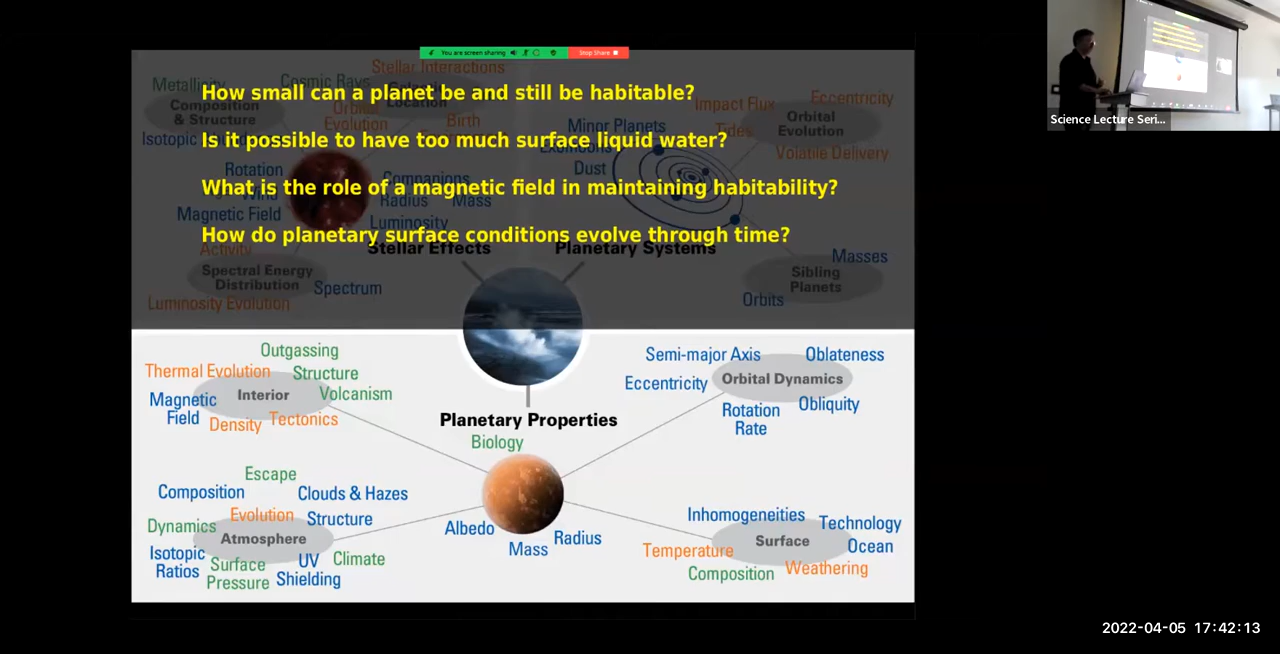 You are screen sharing
Stop Share
Science Lecture Seri...
Stellar Interactions
Metallicity
Cosmic Rays
How small can a planet be and still be habitable?
Composition
& Structure
Location
Orbital
Evolution
Birth
Impact Flux
Eccentricity
Orbital
Evolution
Minor Planets
Tides
Isotopic
Is it possible to have too much surface liquid water?
Exomoons
Volatile Delivery
Dust
Rotation
Wind
Companions
What is the role of a magnetic field in maintaining habitability?
Radius
Mass
Magnetic Field
Luminosity
How do planetary surface conditions evolve through time?
Activity
Stellar Effects
Planetary Systems
Masses
Spectral Energy
Distribution
Spectrum
Sibling
Planets
Orbits
Luminosity Evolution
Outgassing
Thermal Evolution
Structure
Interior
Volcanism
Magnetic
Field
Density
Tectonics
Semi-major Axis
Oblateness
Eccentricity
Orbital Dynamics
Rotation
Rate
Obliquity
Planetary Properties
Biology
Escape
Composition
Clouds & Hazes
Evolution
Structure
Dynamics
Atmosphere
Isotopic
Ratios
Surface
Pressure
UV
Shielding
Climate
Albedo
Mass
Radius
Inhomogeneities
Technology
Surface
Ocean
Temperature
Composition
Weathering
2022-04-05 17:42:13